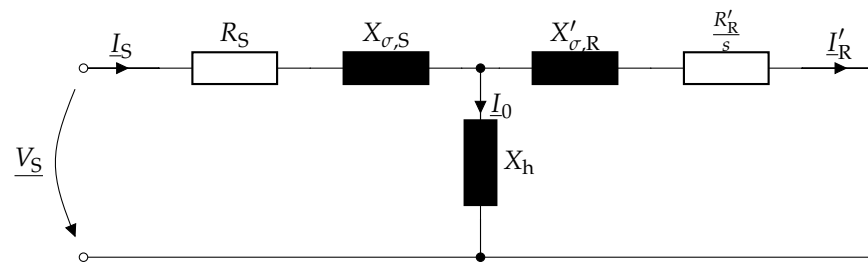 I_S R_S X_σ,S X'_σ,R R'_R/s I'_R
I_0
V_S X_h